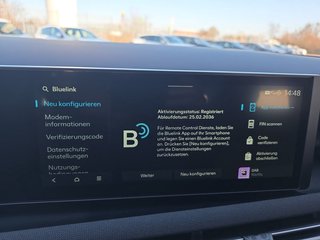 Bluelink
14:48
Neu konfigurieren
Modem-
informationen
Verifizierungscode
Datenschutz-
einstellungen
Nutzungs-
bedingungen
Aktivierungsstatus: Registriert
Ablaufdatum: 25.02.2036
Für Remote Control Dienste, laden Sie
die Bluelink App auf Ihr Smartphone
und legen Sie einen Bluelink Account
an. Drücken Sie [Neu konfigurieren],
um die Diensteinstellungen
zurückzusetzen.
B
Weiter
Neu konfigurieren
FIN scannen
Code
verifizieren
Aktivierung
abschließen